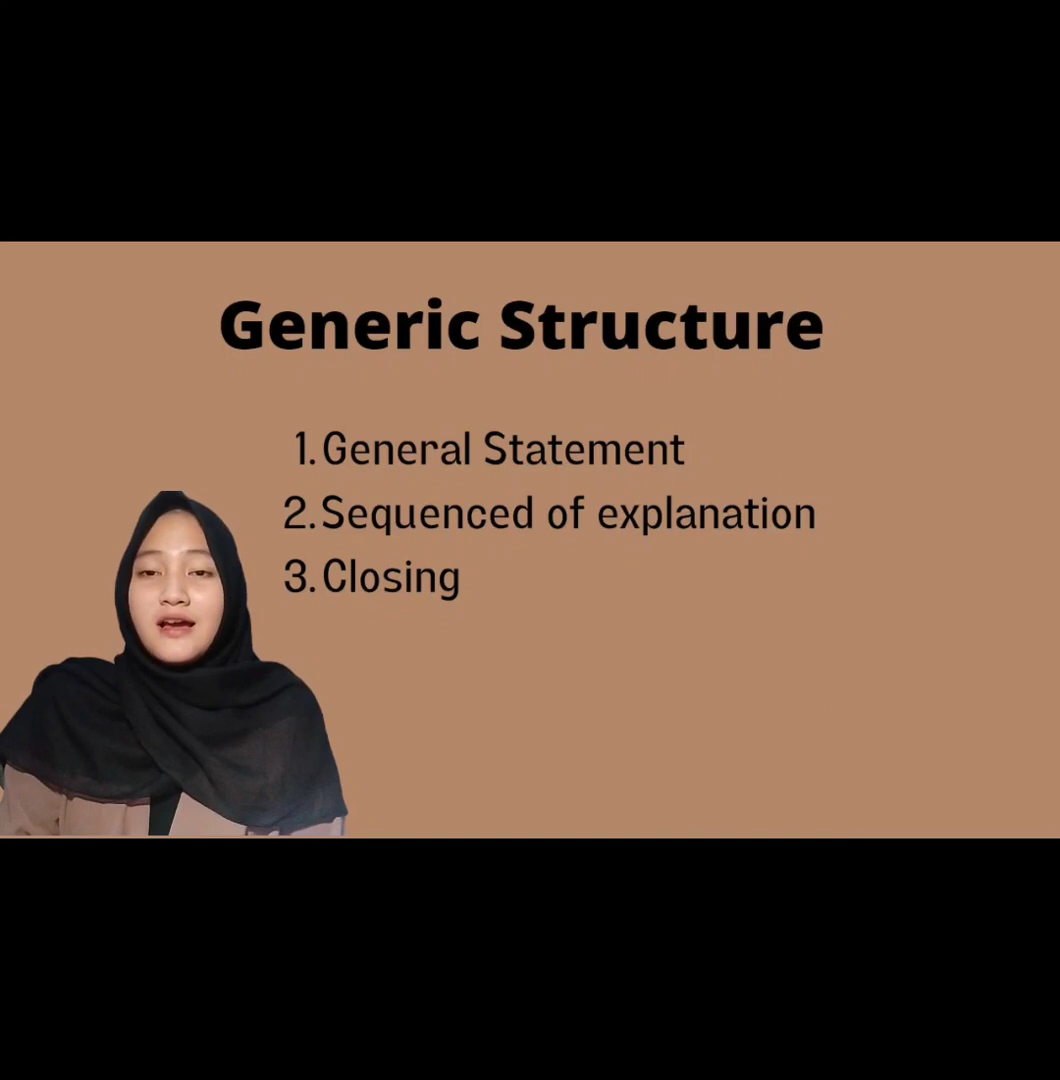 Generic Structure
1. General Statement
2. Sequenced of explanation
3. Closing